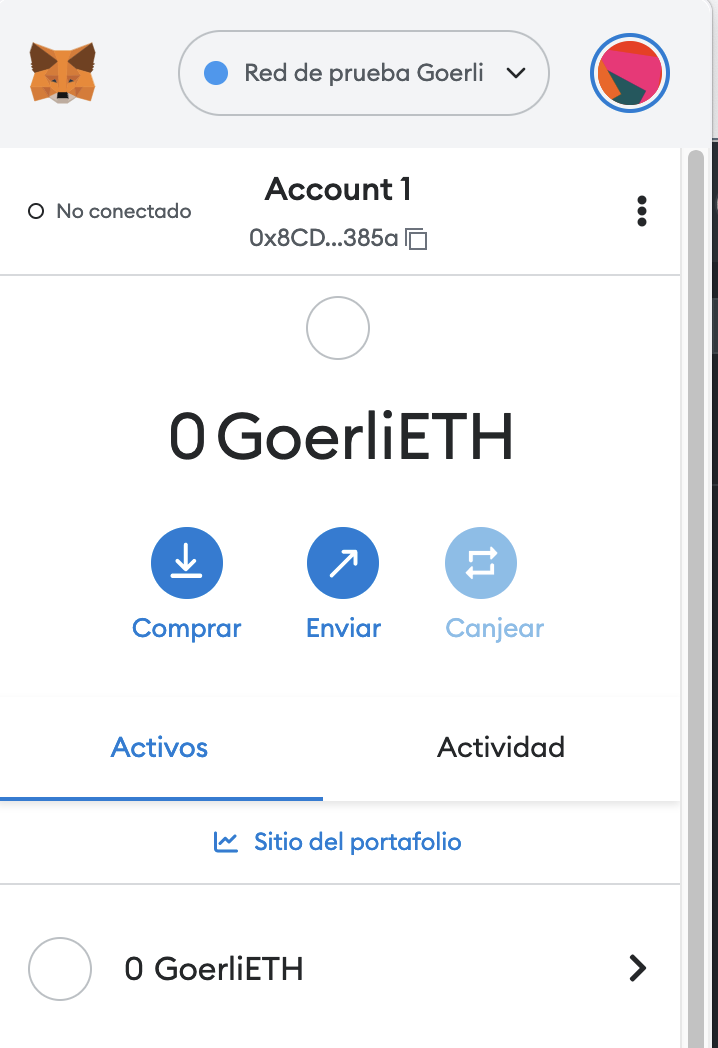 Red de prueba Goerli
Account 1
No conectado
0x8CD...385a
0 GoerliETH
Comprar
Enviar
Canjear
Activos
Actividad
Sitio del portafolio
0 GoerliETH